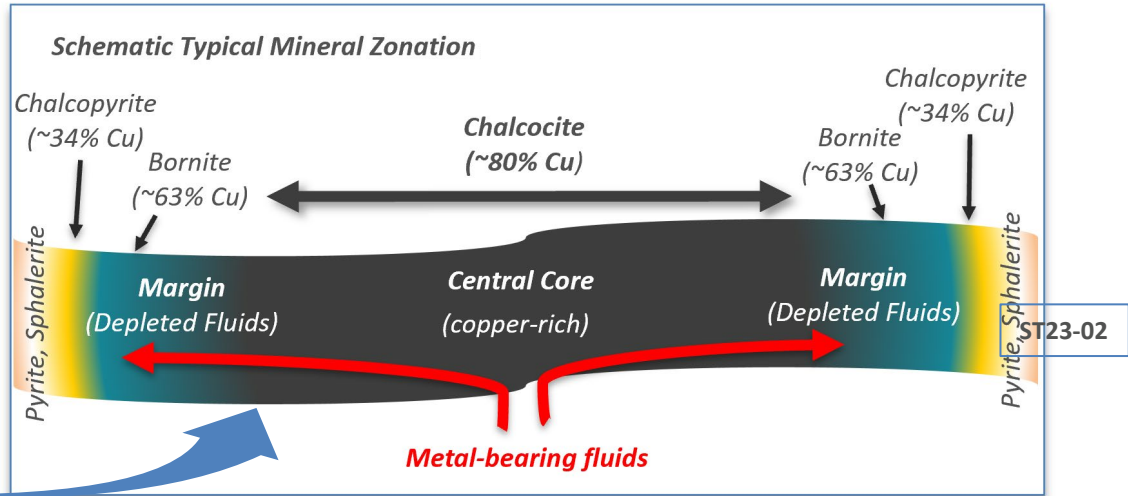 Schematic Typical Mineral Zonation
Chalcopyrite
(~34% Cu)
Bornite
(~63% Cu)
Chalcocite
(~80% Cu)
Chalcopyrite
(~34% Cu)
Bornite
(~63% Cu)
Pyrite, Sphalerite
Margin
(Depleted Fluids)
Central Core
(copper-rich)
Margin
(Depleted Fluids)
Pyrite, Sphalerite
ST23-02
Metal-bearing fluids